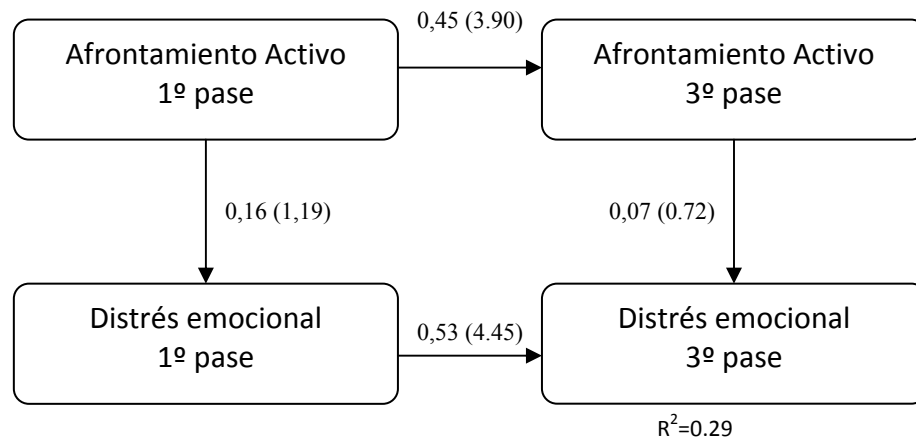 0,45 (3.90)
Afrontamiento Activo
1º pase
Afrontamiento Activo
3º pase
0,16 (1,19)
0,07 (0.72)
Distrés emocional
1º pase
0,53 (4.45)
Distrés emocional
3º pase
R²=0.29